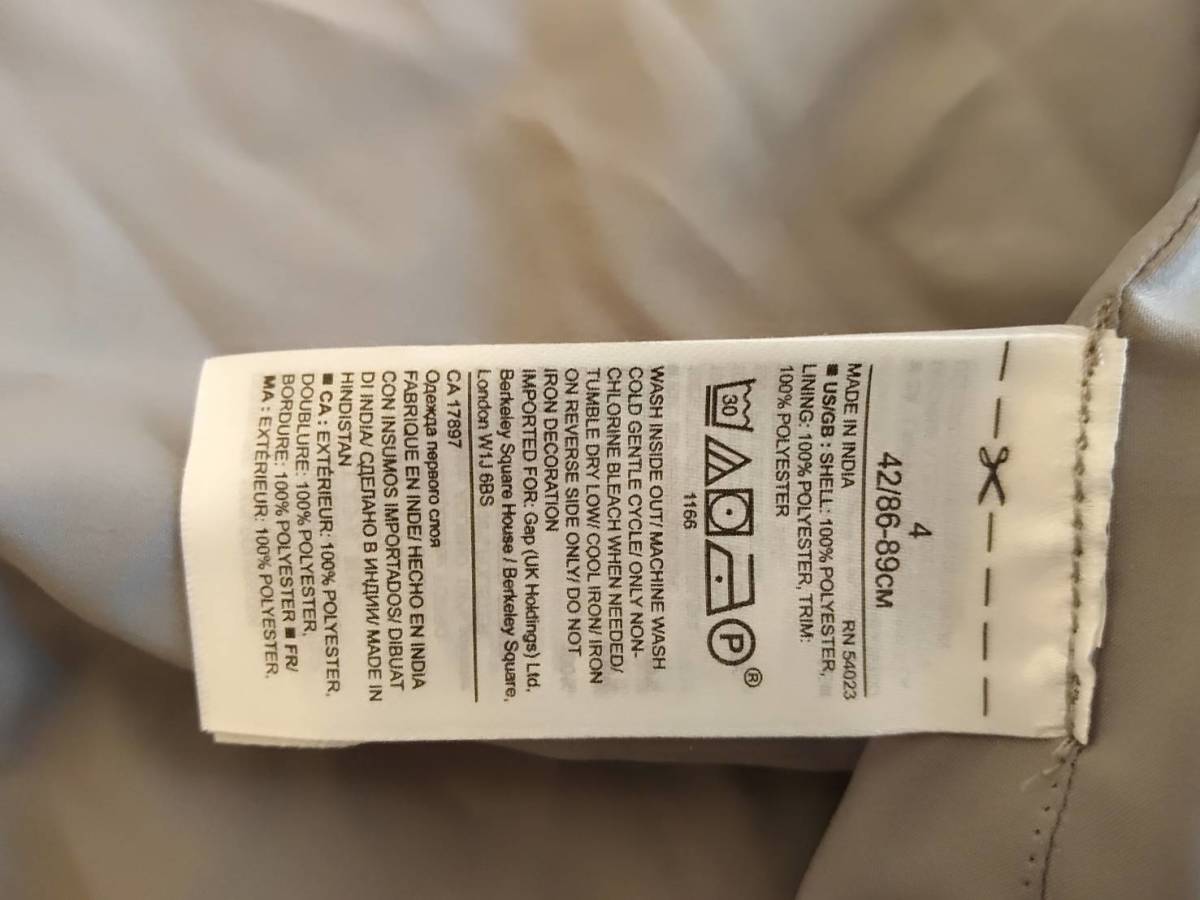 4
42/86-89CM
MADE IN INDIA RN 54023
■ US/GB : SHELL: 100% POLYESTER,
LINING: 100% POLYESTER, TRIM:
100% POLYESTER
30 P ®
1166
WASH INSIDE OUT/ MACHINE WASH
COLD GENTLE CYCLE/ ONLY NON-
CHLORINE BLEACH WHEN NEEDED/
TUMBLE DRY LOW/ COOL IRON/ IRON
ON REVERSE SIDE ONLY/ DO NOT
IRON DECORATION
IMPORTED FOR: Gap (UK Holdings) Ltd,
Berkeley Square House / Berkeley Square,
London W1J 6BS
CA 17897
Одежда первого слоя
FABRIQUE EN INDE/ HECHO EN INDIA
CON INSUMOS IMPORTADOS/ DIBUAT
DI INDIA/ СДЕЛАНО В ИНДИИ/ MADE IN
HINDISTAN
■ CA : EXTÉRIEUR: 100% POLYESTER,
DOUBLURE: 100% POLYESTER,
BORDURE: 100% POLYESTER ■ FR/
MA : EXTÉRIEUR: 100% POLYESTER,